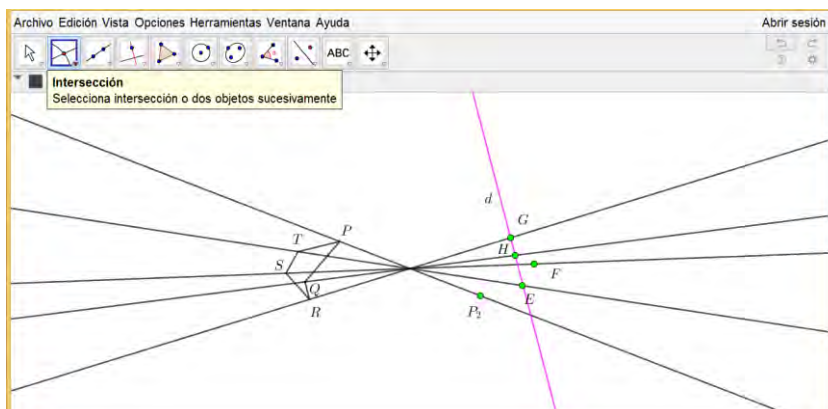 Archivo Edición Vista Opciones Herramientas Ventana Ayuda Abrir sesión
ABC
Intersección
Selecciona intersección o dos objetos sucesivamente
d
G
P
T
H
S
F
Q
E
R
P₂